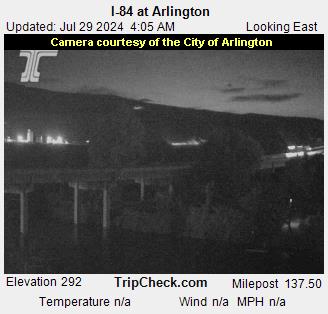 I-84 at Arlington
Updated: Jul 29 2024 4:05 AM Looking East
Camera courtesy of the City of Arlington
Elevation 292 TripCheck.com Milepost 137.50
Temperature n/a Wind n/a MPH n/a